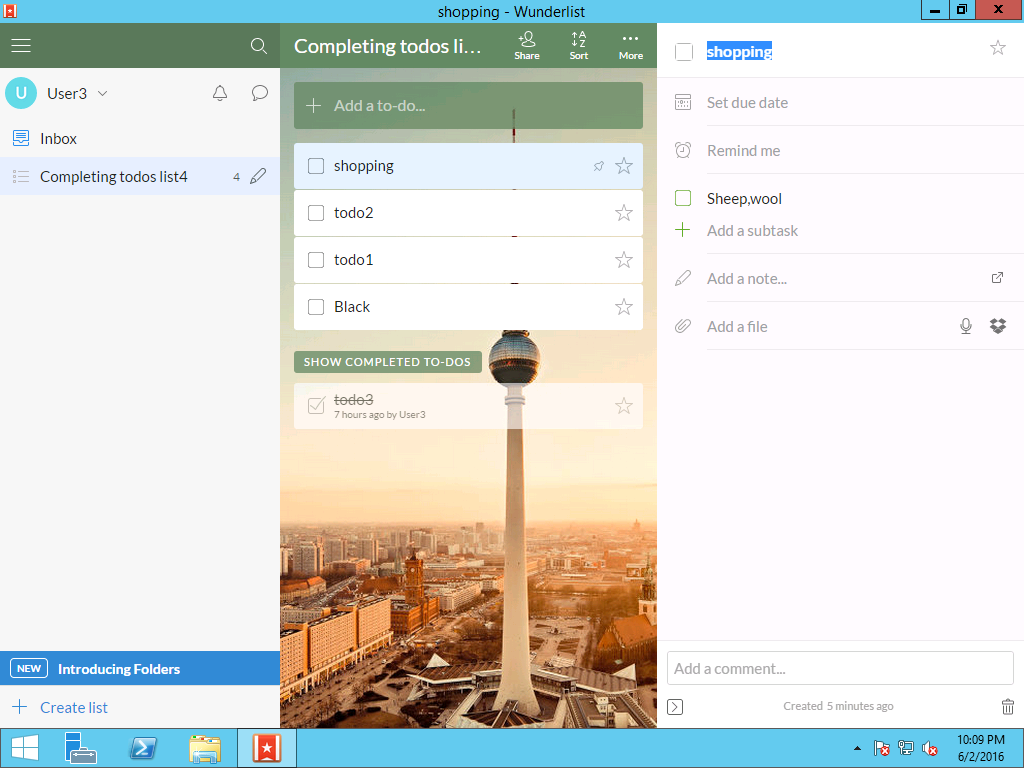 shopping - Wunderlist
U User3
Inbox
Completing todos list4 4
NEW Introducing Folders
Create list
Completing todos li...
Share Sort More
A
Z
Add a to-do...
shopping
todo2
todo1
Black
SHOW COMPLETED TO-DOS
todo3
7 hours ago by User3
shopping
Set due date
Remind me
Sheep,wool
Add a subtask
Add a note...
Add a file
Add a comment...
Created 5 minutes ago
10:09 PM
6/2/2016